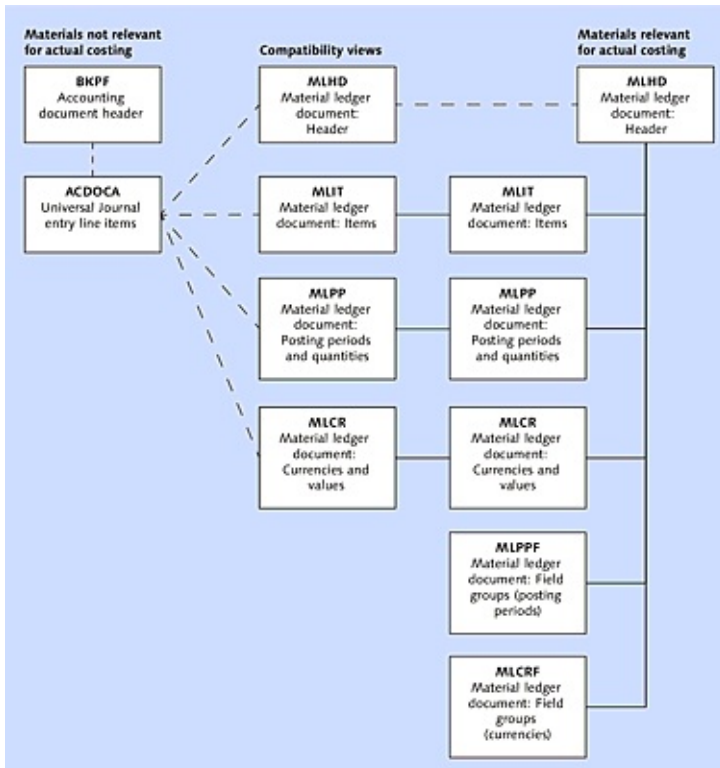 Materials not relevant
for actual costing
Compatibility views
Materials relevant
for actual costing
BKPF
Accounting
document header
MLHD
Material ledger
document:
Header
MLHD
Material ledger
document:
Header
ACDOCA
Universal Journal
entry line items
MLIT
Material ledger
document: Items
MLIT
Material ledger
document: Items
MLPP
Material ledger
document:
Posting periods
and quantities
MLPP
Material ledger
document:
Posting periods
and quantities
MLCR
Material ledger
document:
Currencies and
values
MLCR
Material ledger
document:
Currencies and
values
MLPPF
Material ledger
document: Field
groups (posting
periods)
MLCRF
Material ledger
document: Field
groups
(currencies)